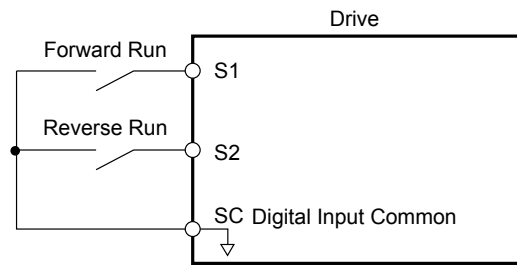 Drive
Forward Run
S1
Reverse Run
S2
SC Digital Input Common